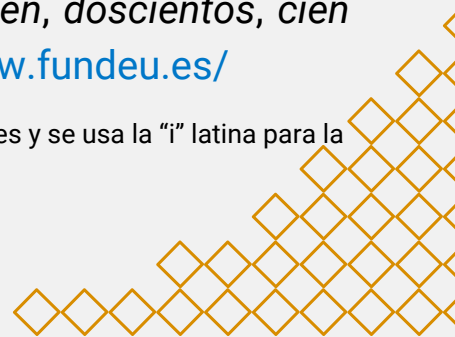 en, doscientos, cien
w.fundeu.es/
es y se usa la “i” latina para la